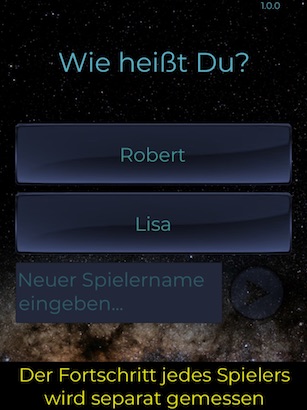 1.0.0
Wie heißt Du?
Robert
Lisa
Neuer Spielername
eingeben...
Der Fortschritt jedes Spielers
wird separat gemessen